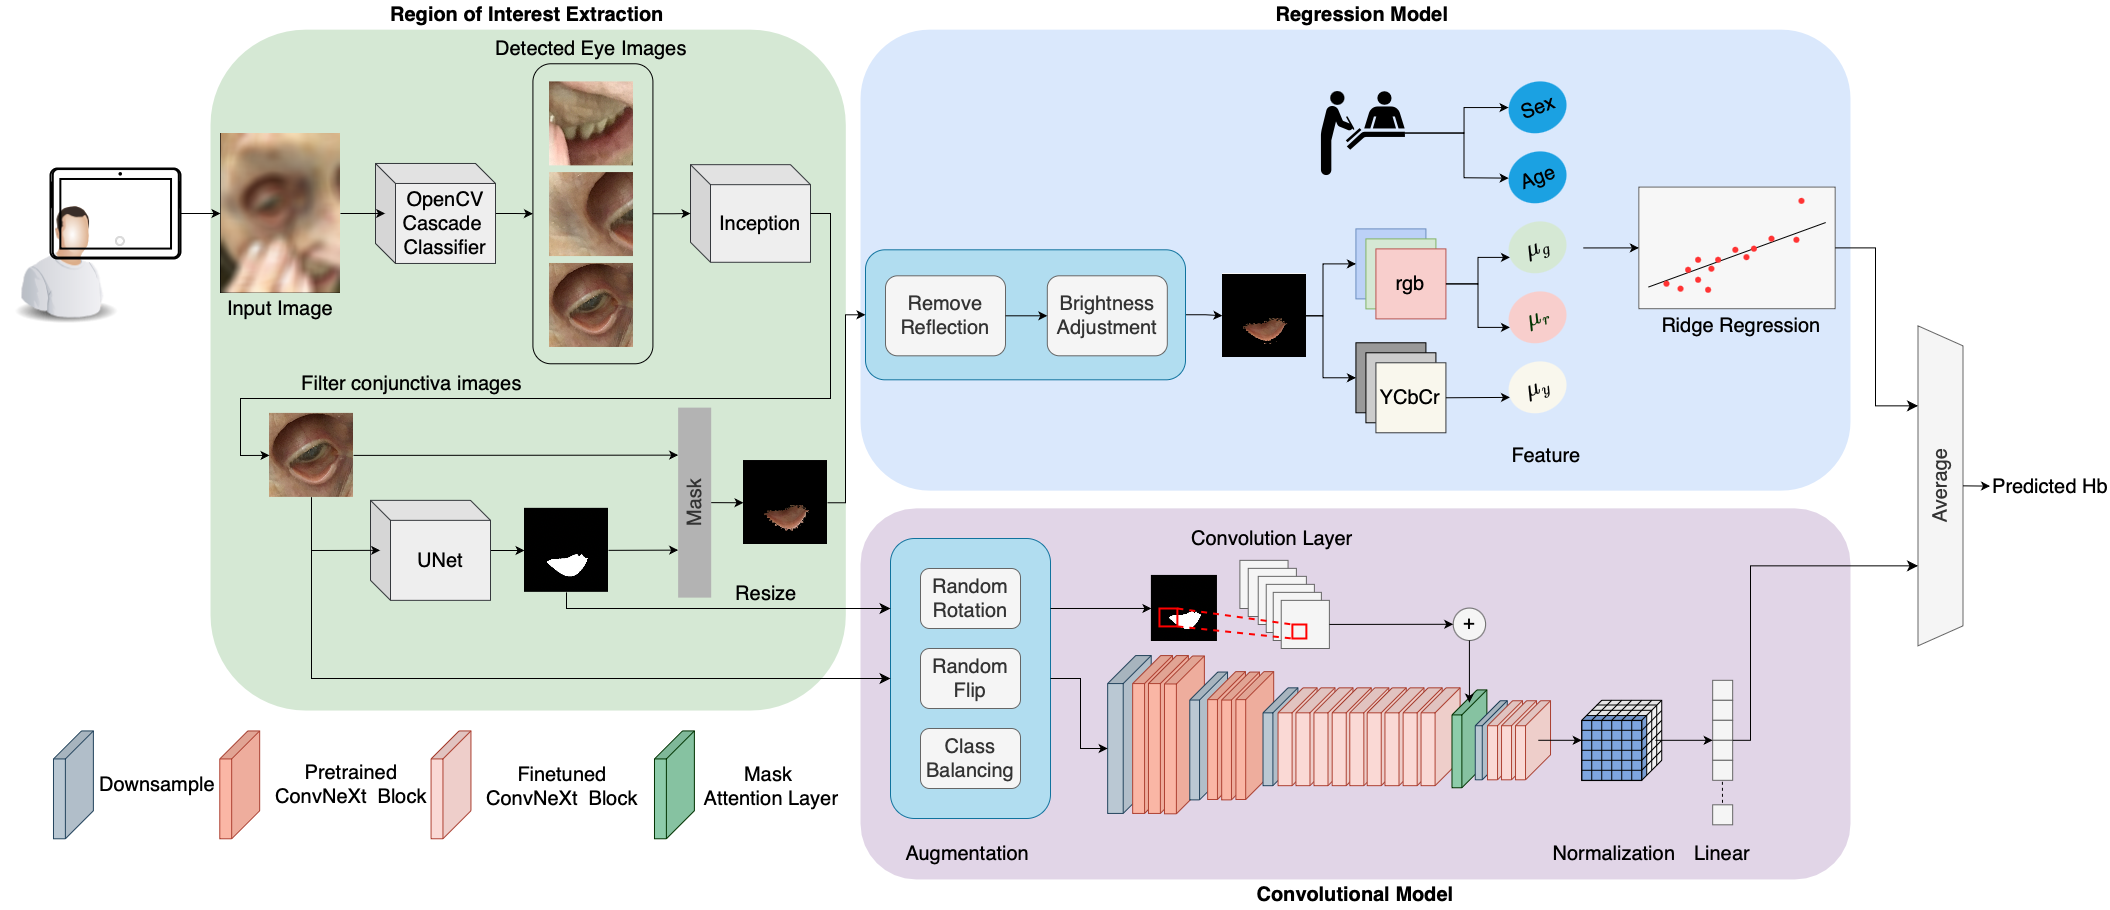 Region of Interest Extraction
Regression Model
Detected Eye Images
Sex
Age
OpenCV
Cascade
Classifier
Inception
Input Image
Remove
Reflection
Brightness
Adjustment
rgb
μg
μr
Ridge Regression
YCbCr
μy
Filter conjunctiva images
Feature
Mask
UNet
Average
Predicted Hb
Resize
Convolution Layer
Random
Rotation
+
Random
Flip
Class
Balancing
Downsample
Pretrained
ConvNeXt Block
Finetuned
ConvNeXt Block
Mask
Attention Layer
Augmentation
Normalization
Linear
Convolutional Model